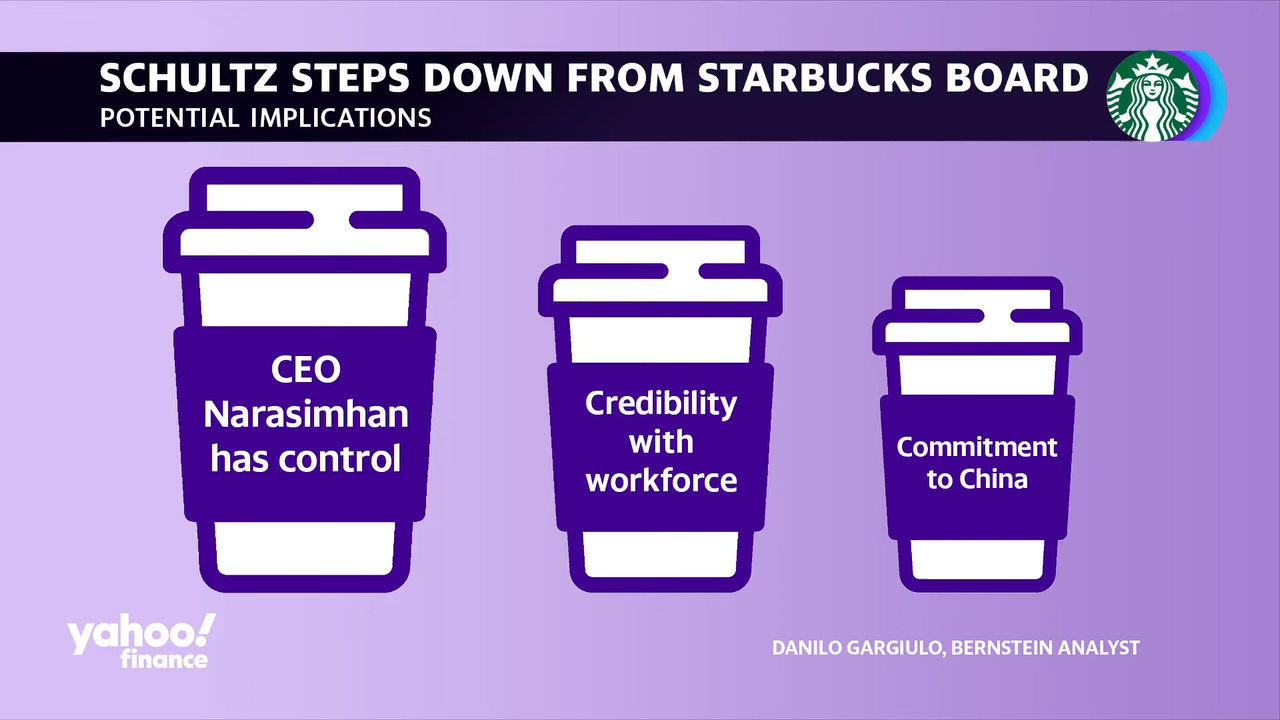 SCHULTZ STEPS DOWN FROM STARBUCKS BOARD
POTENTIAL IMPLICATIONS
CEO
Narasimhan
has control
Credibility
with
workforce
Commitment
to China
yahoo!
finance
DANILO GARGIULO, BERNSTEIN ANALYST